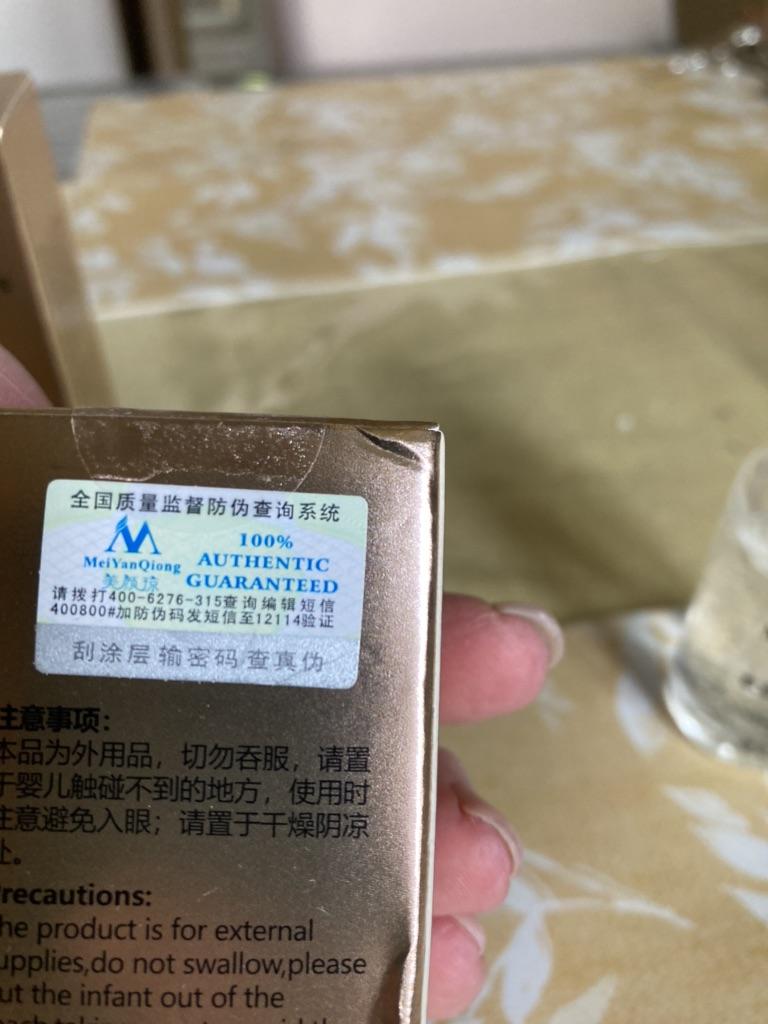 全国质量监督防伪查询系统
MeiYanQiong
美颜琼
100%
AUTHENTIC
GUARANTEED
请拨打400-6276-315查询编辑短信
400800#加防伪码发短信至12114验证
刮涂层 输密码 查真伪
注意事项:
本品为外用品，切勿吞服，请置
于婴儿触碰不到的地方，使用时
注意避免入眼；请置于干燥阴凉
处。
Precautions:
he product is for external
upplies,do not swallow,please
ut the infant out of the